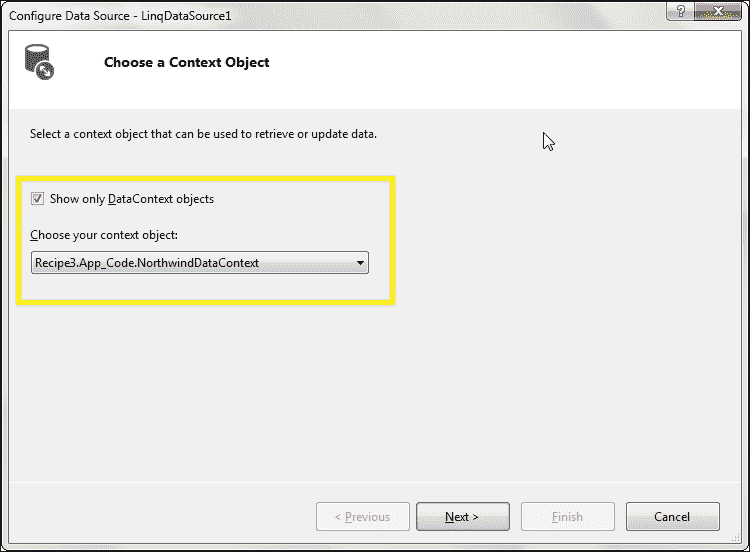 Configure Data Source - LinqDataSource1
?
Choose a Context Object
Select a context object that can be used to retrieve or update data.
Show only DataContext objects
Choose your context object:
Recipe3.App_Code.NorthwindDataContext
< Previous
Next >
Finish
Cancel